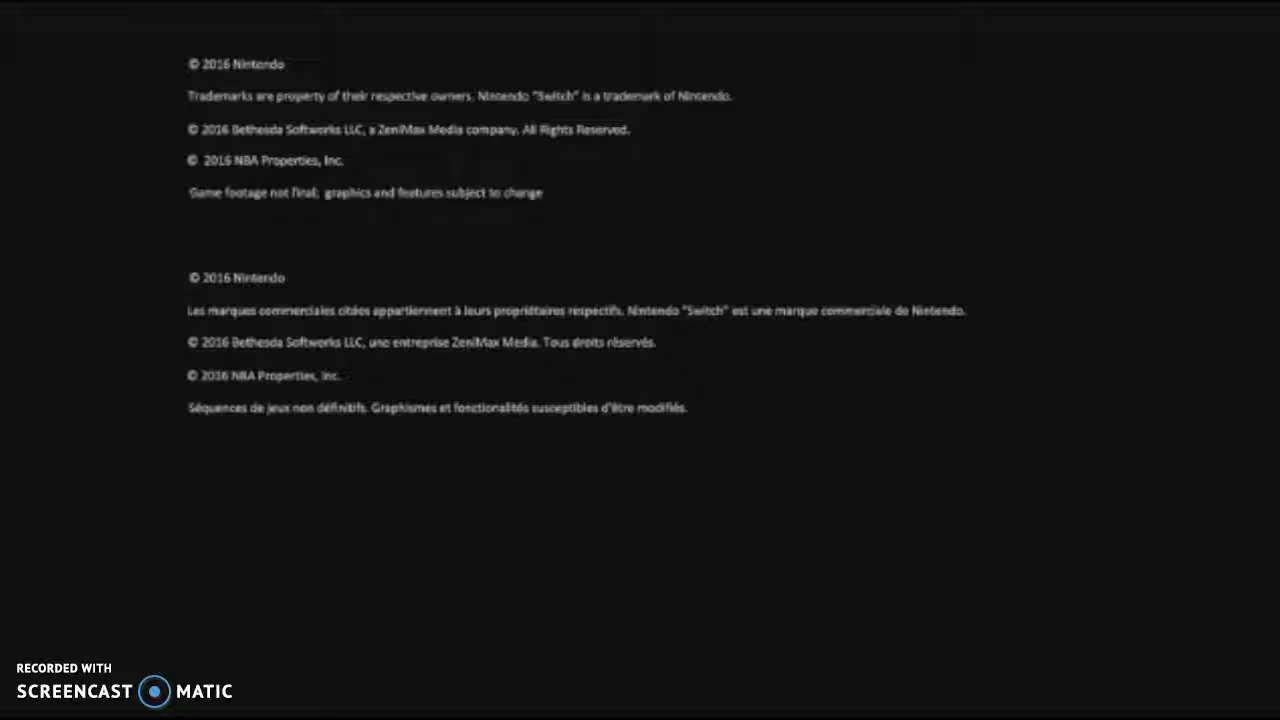 © 2016 Nintendo
Trademarks are property of their respective owners. Nintendo "Switch" is a trademark of Nintendo.
© 2016 Bethesda Softworks LLC, a ZeniMax Media company. All Rights Reserved.
© 2016 NBA Properties, Inc.
Game footage not final; graphics and features subject to change
© 2016 Nintendo
Les marques commerciales citées appartiennent à leurs propriétaires respectifs. Nintendo "Switch" est une marque commerciale de Nintendo.
© 2016 Bethesda Softworks LLC, une entreprise ZeniMax Media. Tous droits réservés.
© 2016 NBA Properties, Inc.
Séquences de jeux non définitifs. Graphismes et fonctionalités susceptibles d'être modifiés.
RECORDED WITH
SCREENCAST MATIC